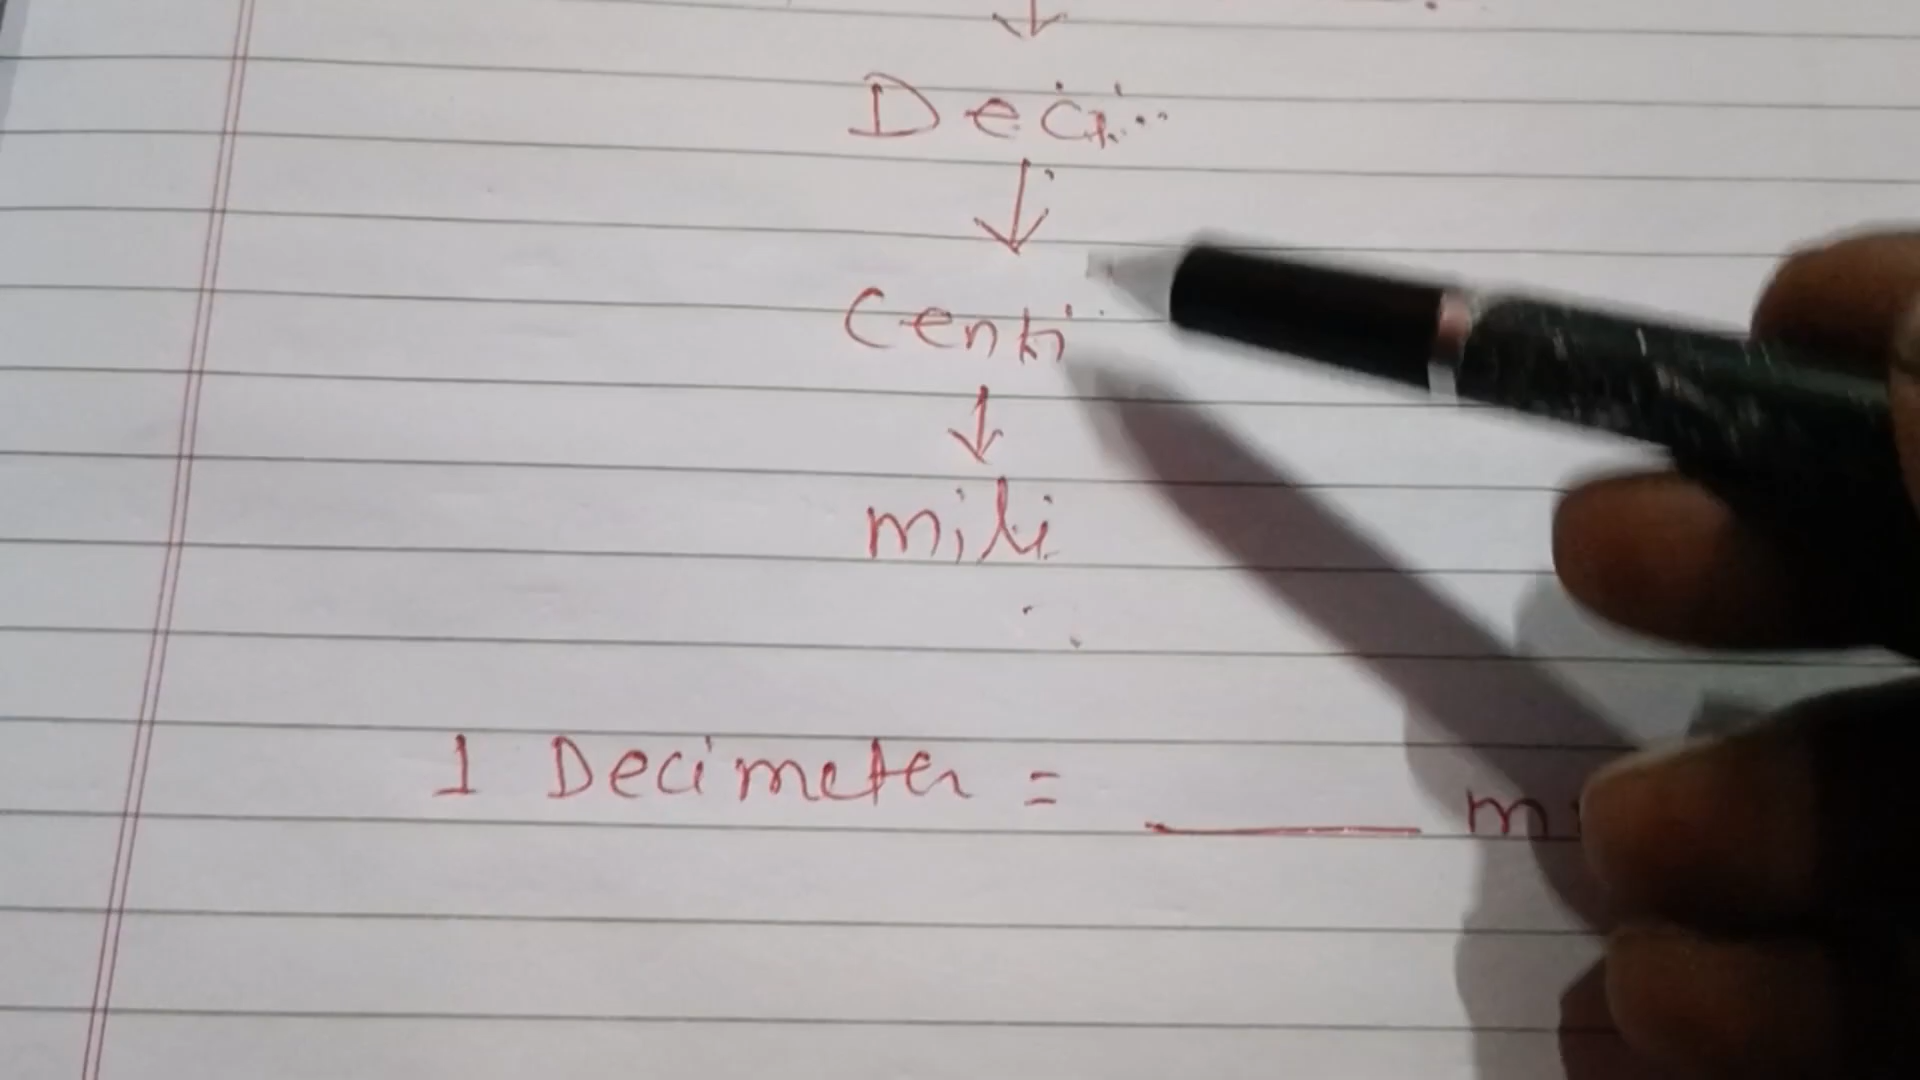 ↓
Deci
↓
Centi
↓
mili
1 Decimeter = ______ m